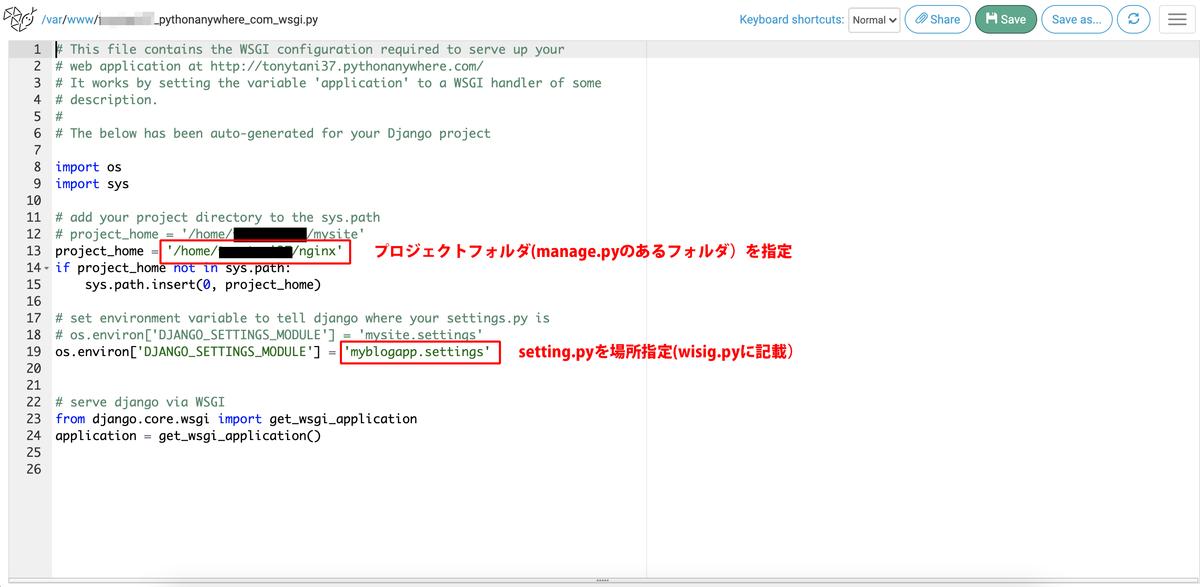 /var/www/ _pythonanywhere_com_wsgi.py Keyboard shortcuts: Normal Share Save Save as...
1 # This file contains the WSGI configuration required to serve up your
2 # web application at http://tonytani37.pythonanywhere.com/
3 # It works by setting the variable 'application' to a WSGI handler of some
4 # description.
5 #
6 # The below has been auto-generated for your Django project
7
8 import os
9 import sys
10
11 # add your project directory to the sys.path
12 # project_home = '/home/ /mysite'
13 project_home = '/home/ /nginx' プロジェクトフォルダ(manage.pyのあるフォルダ）を指定
14 if project_home not in sys.path:
15 sys.path.insert(0, project_home)
16
17 # set environment variable to tell django where your settings.py is
18 # os.environ['DJANGO_SETTINGS_MODULE'] = 'mysite.settings'
19 os.environ['DJANGO_SETTINGS_MODULE'] = 'myblogapp.settings' setting.pyを場所指定(wisig.pyに記載）
20
21
22 # serve django via WSGI
23 from django.core.wsgi import get_wsgi_application
24 application = get_wsgi_application()
25
26